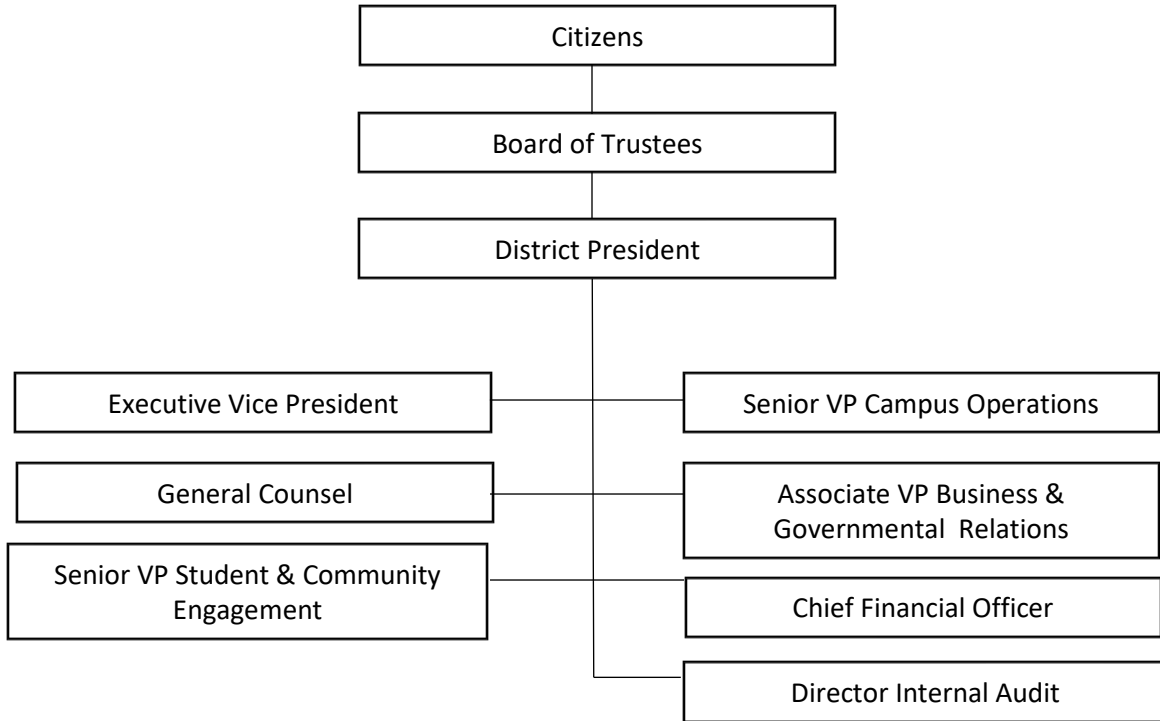 Citizens
Board of Trustees
District President
Executive Vice President
Senior VP Campus Operations
General Counsel
Associate VP Business &
Governmental Relations
Senior VP Student & Community
Engagement
Chief Financial Officer
Director Internal Audit